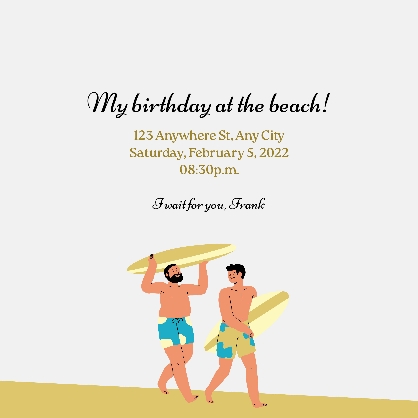 My birthday at the beach!
123 Anywhere St, Any City
Saturday, February 5, 2022
08:30p.m.
I wait for you, Frank